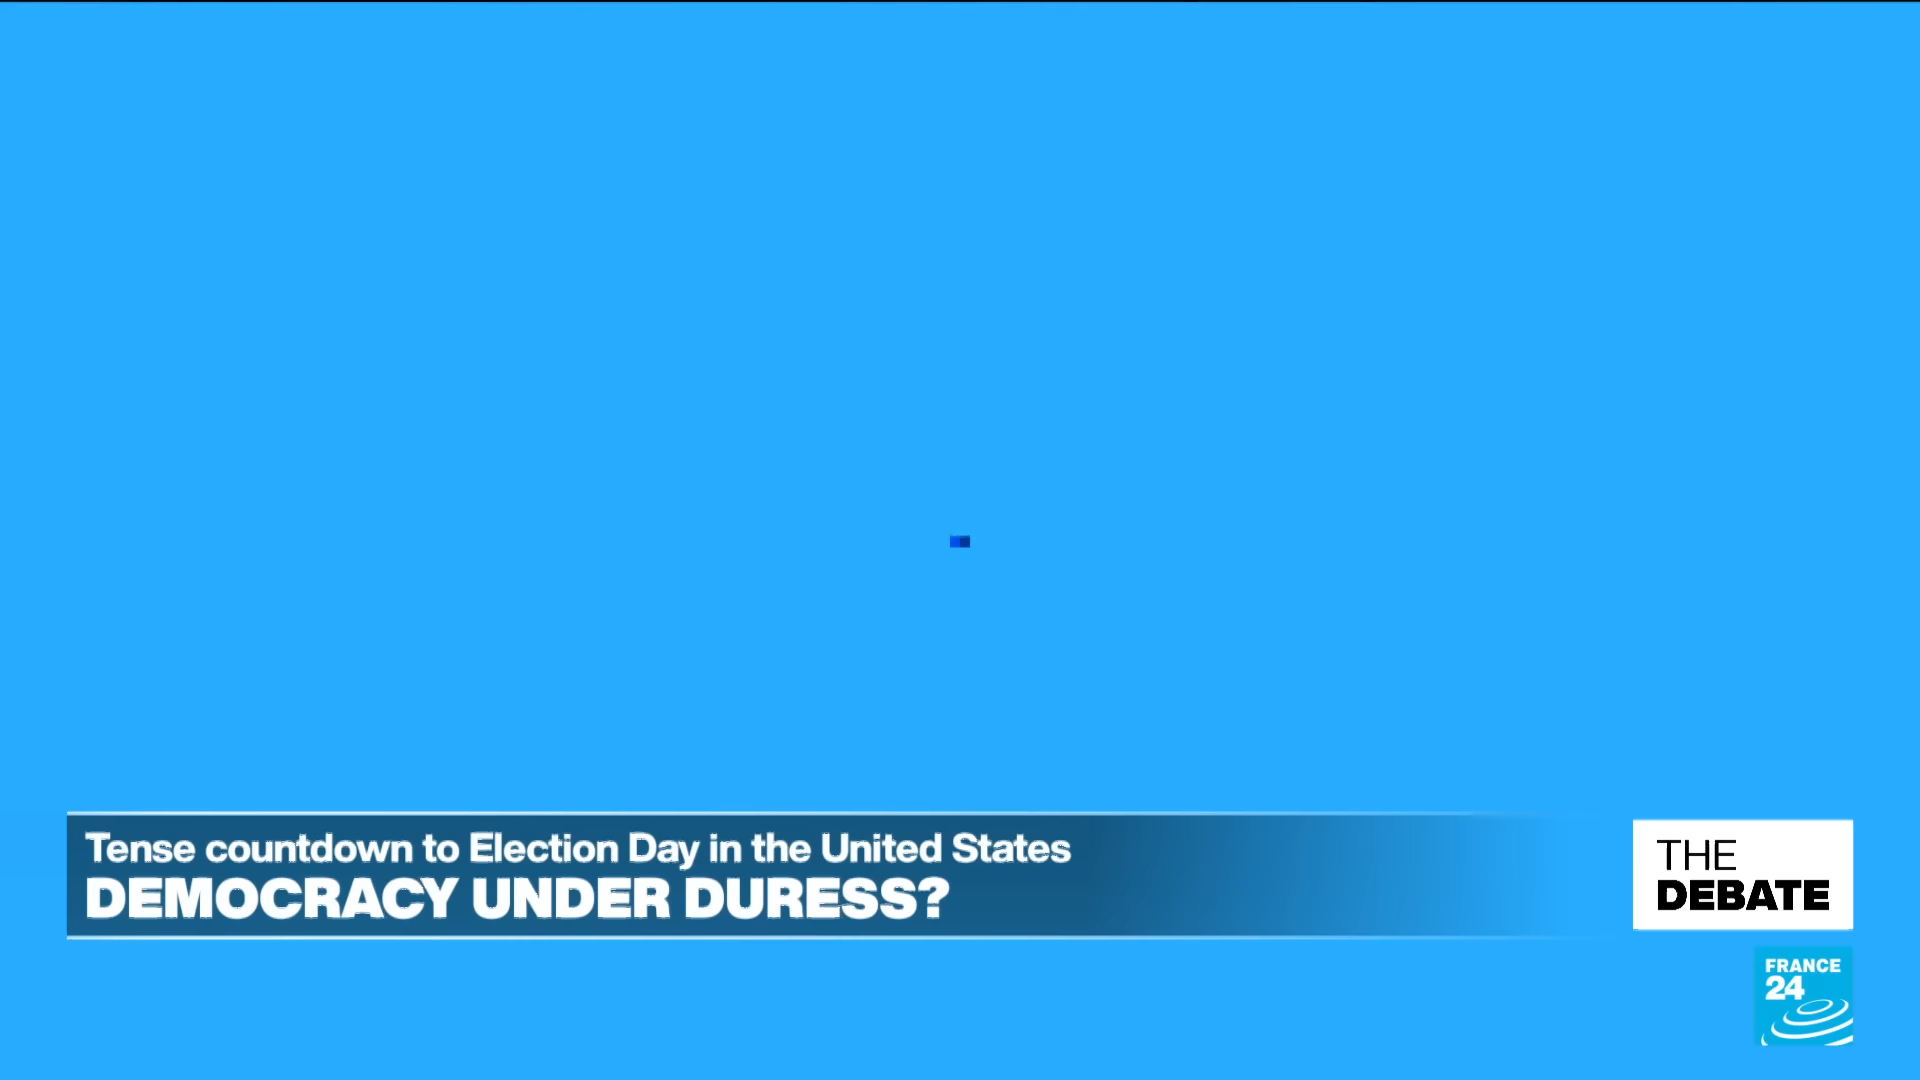 Tense countdown to Election Day in the United States
DEMOCRACY UNDER DURESS?
THE
DEBATE
FRANCE
24